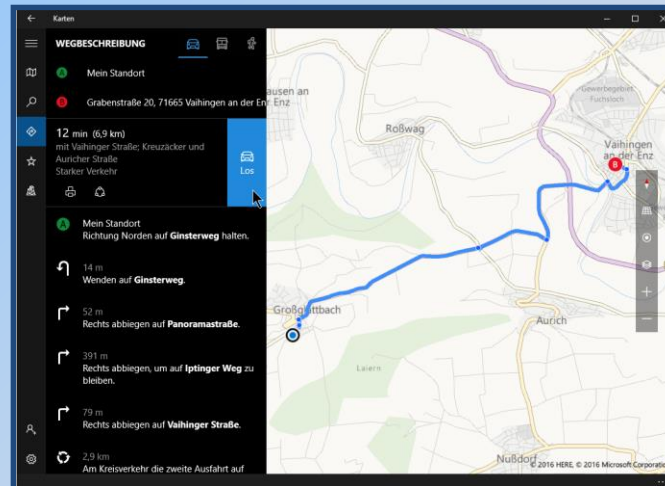 Karten
WEGBESCHREIBUNG
A Mein Standort
B Grabenstraße 20, 71665 Vaihingen an der Enz
12 min (6,9 km)
mit Vaihinger Straße; Kreuzäcker und
Auricher Straße
Starker Verkehr
Los
A Mein Standort
Richtung Norden auf Ginsterweg halten.
14 m
Wenden auf Ginsterweg.
52 m
Rechts abbiegen auf Panoramastraße.
391 m
Rechts abbiegen, um auf Iptinger Weg zu
bleiben.
79 m
Rechts abbiegen auf Vaihinger Straße.
2,9 km
Am Kreisverkehr die zweite Ausfahrt auf
ausen an
Enz
Roßwag
Gewerbegebiet
Fuchsloch
Vaihingen
an der Enz
B
Großglattbach
Aurich
Laiern
Nußdorf
© 2016 HERE, © 2016 Microsoft Corporatio